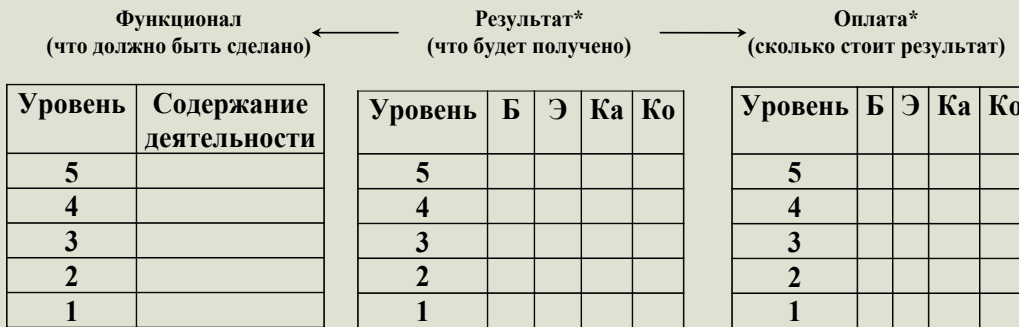 Функционал
(что должно быть сделано)
Результат*
(что будет получено)
Оплата*
(сколько стоит результат)
Уровень Содержание
деятельности
5
4
3
2
1
Уровень Б Э Ка Ко
5
4
3
2
1
Уровень Б Э Ка Ко
5
4
3
2
1